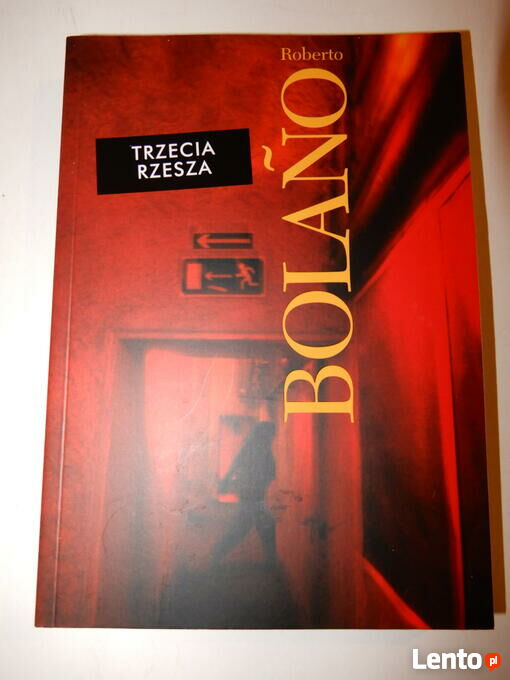 Roberto
BOLAÑO
TRZECIA
RZESZA
Lento.pl